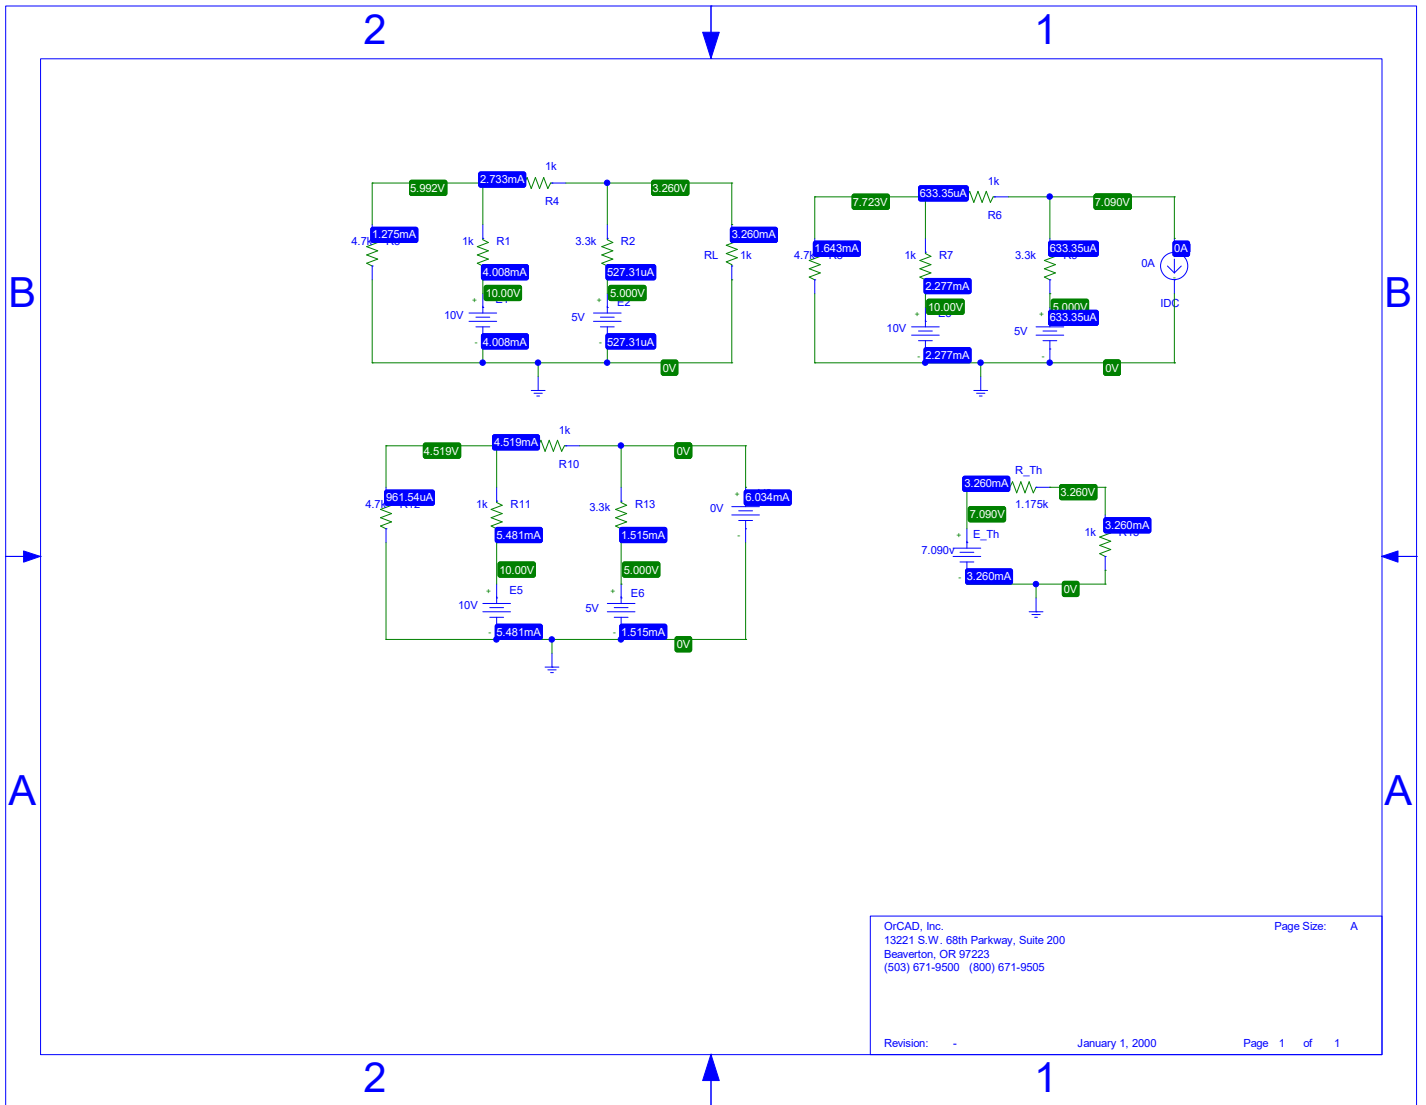 2 1
1k
5.992V 2.733mA R4 3.260V
4.7k 1.275mA 1k R1 3.3k R2 RL 3.260mA 1k
4.008mA 527.31uA
+ 10.00V + 5.000V E2
10V 5V
- 4.008mA - 527.31uA
0V
1k
7.723V 633.35uA R6 7.090V
4.7k 1.643mA 1k R7 3.3k 633.35uA 0A 0A
2.277mA
+ 10.00V + 5.000V IDC
10V 5V 633.35uA
- 2.277mA -
0V
B B
1k
4.519V 4.519mA R10 0V
4.7k 961.54uA 1k R11 3.3k R13 0V + 6.034mA
5.481mA 1.515mA -
10.00V 5.000V
+ E5 + E6
10V 5V
- 5.481mA - 1.515mA
0V
R_Th
3.260mA 3.260V
1.175k
7.090V 3.260mA
+ E_Th 1k
7.090v
- 3.260mA
0V
A A
OrCAD, Inc. Page Size: A
13221 S.W. 68th Parkway, Suite 200
Beaverton, OR 97223
(503) 671-9500 (800) 671-9505
Revision: - January 1, 2000 Page 1 of 1
2 1